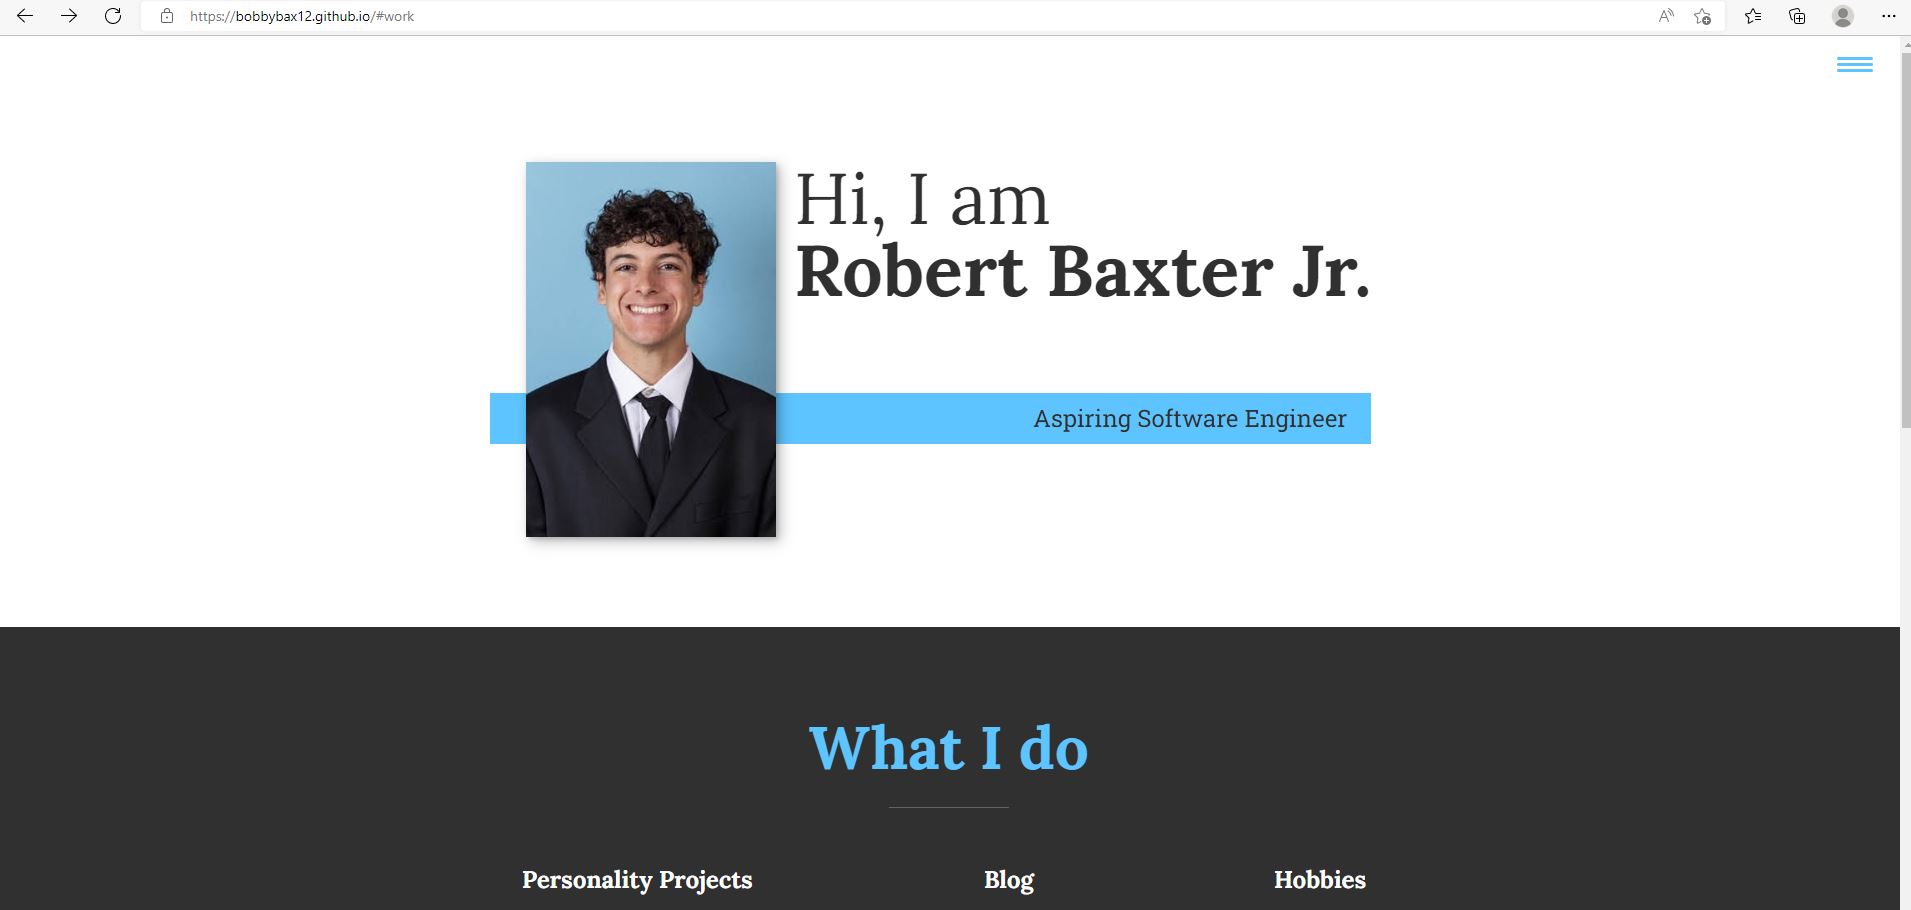 https://bobbybax12.github.io/#work
Hi, I am
Robert Baxter Jr.
Aspiring Software Engineer
What I do
Personality Projects
Blog
Hobbies